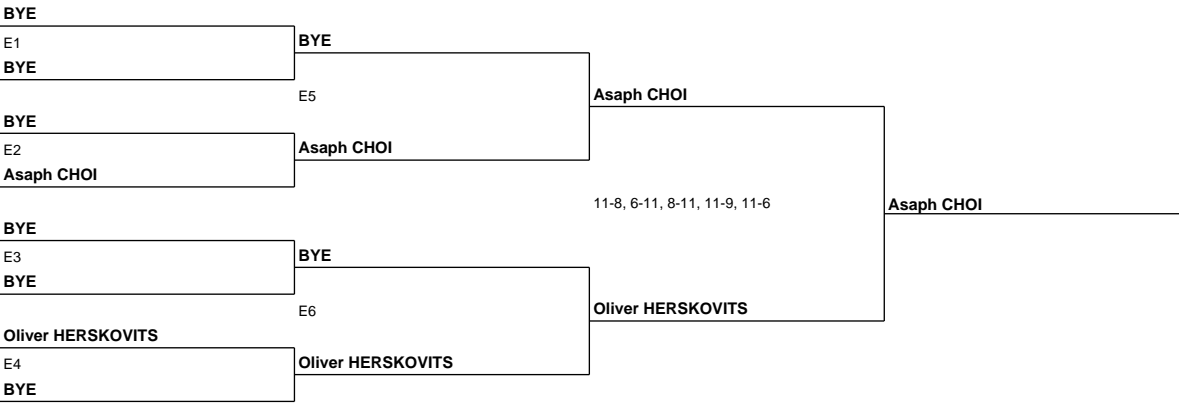 BYE
E1
BYE
BYE
E5
Asaph CHOI
BYE
E2
Asaph CHOI
Asaph CHOI
11-8, 6-11, 8-11, 11-9, 11-6
Asaph CHOI
BYE
E3
BYE
BYE
E6
Oliver HERSKOVITS
Oliver HERSKOVITS
E4
Oliver HERSKOVITS
BYE